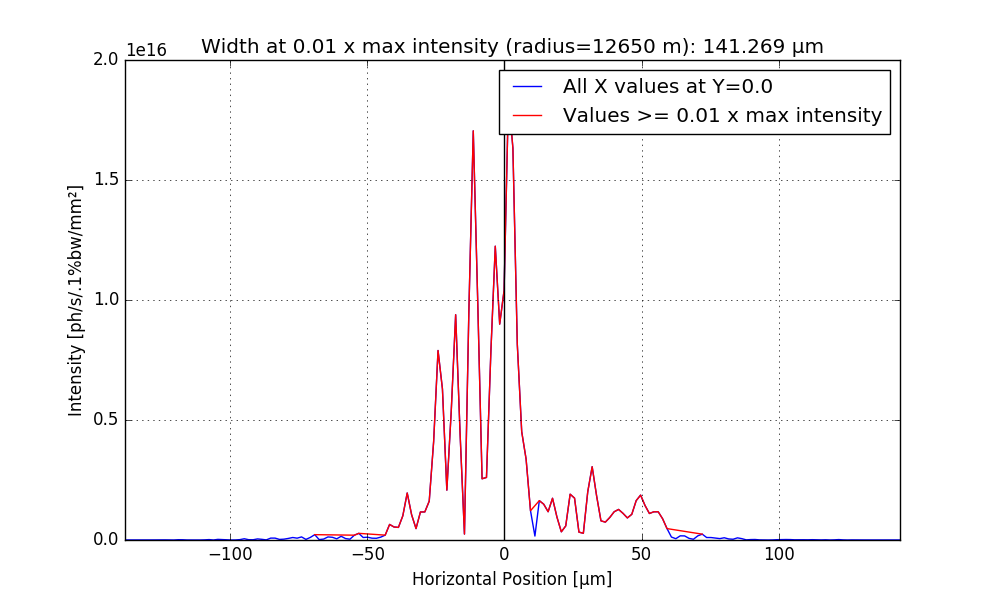 Width at 0.01 x max intensity (radius=12650 m): 141.269 μm
1e16
All X values at Y=0.0
Values >= 0.01 x max intensity
Intensity [ph/s/.1%bw/mm²]
2.0
1.5
1.0
0.5
0.0
−100 −50 0 50 100
Horizontal Position [μm]